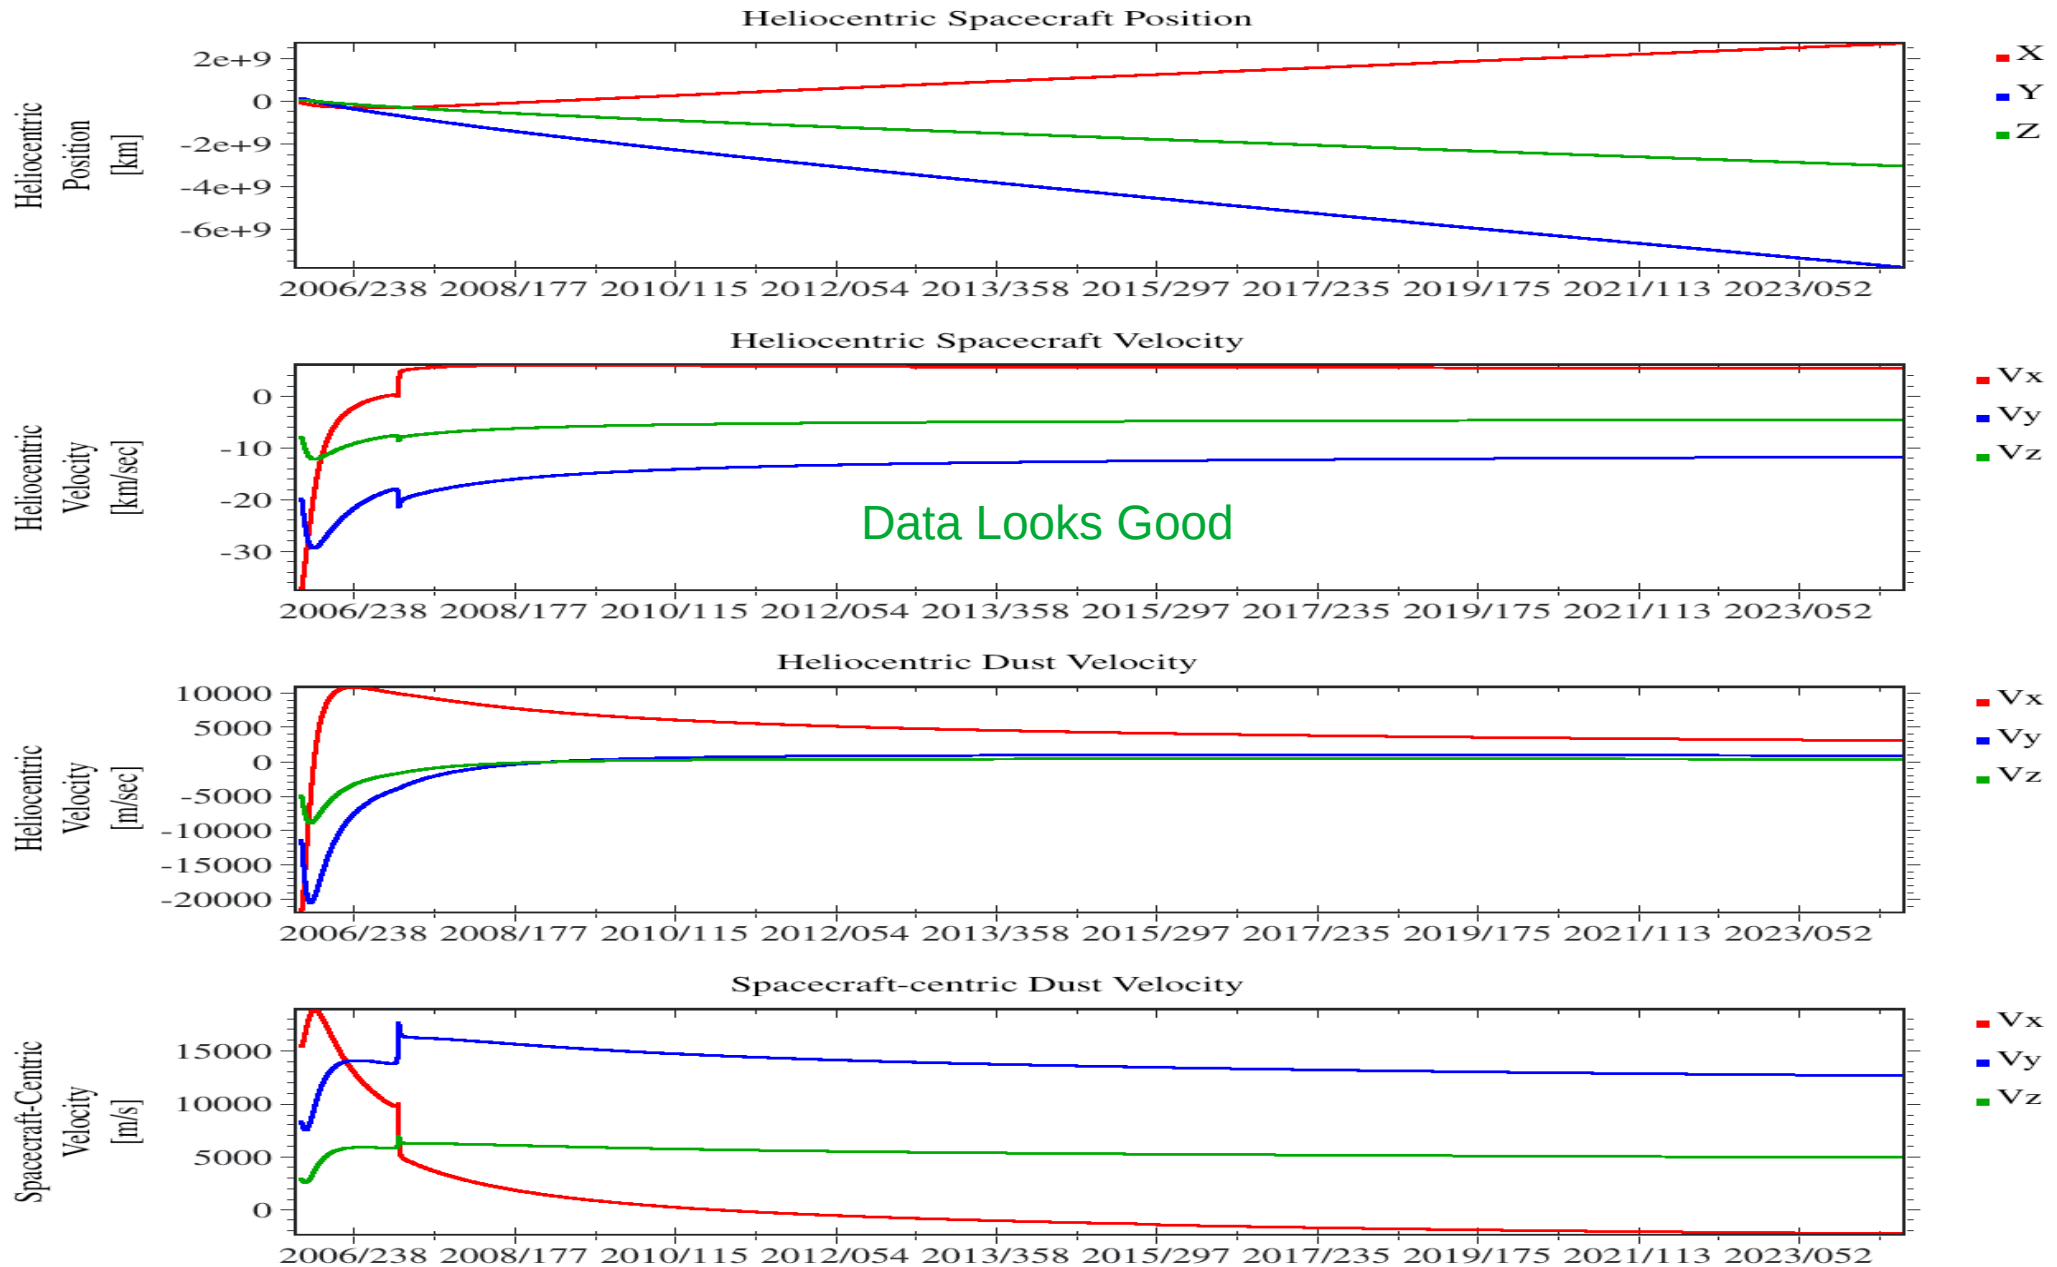 Heliocentric Spacecraft Position
Heliocentric
Position
[km]
2e+9
0
-2e+9
-4e+9
-6e+9
X
Y
Z
2006/238 2008/177 2010/115 2012/054 2013/358 2015/297 2017/235 2019/175 2021/113 2023/052
Heliocentric Spacecraft Velocity
Heliocentric
Velocity
[km/sec]
0
-10
-20
-30
Vx
Vy
Vz
Data Looks Good
2006/238 2008/177 2010/115 2012/054 2013/358 2015/297 2017/235 2019/175 2021/113 2023/052
Heliocentric Dust Velocity
Heliocentric
Velocity
[m/sec]
10000
5000
0
-5000
-10000
-15000
-20000
Vx
Vy
Vz
2006/238 2008/177 2010/115 2012/054 2013/358 2015/297 2017/235 2019/175 2021/113 2023/052
Spacecraft-centric Dust Velocity
Spacecraft-Centric
Velocity
[m/s]
15000
10000
5000
0
Vx
Vy
Vz
2006/238 2008/177 2010/115 2012/054 2013/358 2015/297 2017/235 2019/175 2021/113 2023/052